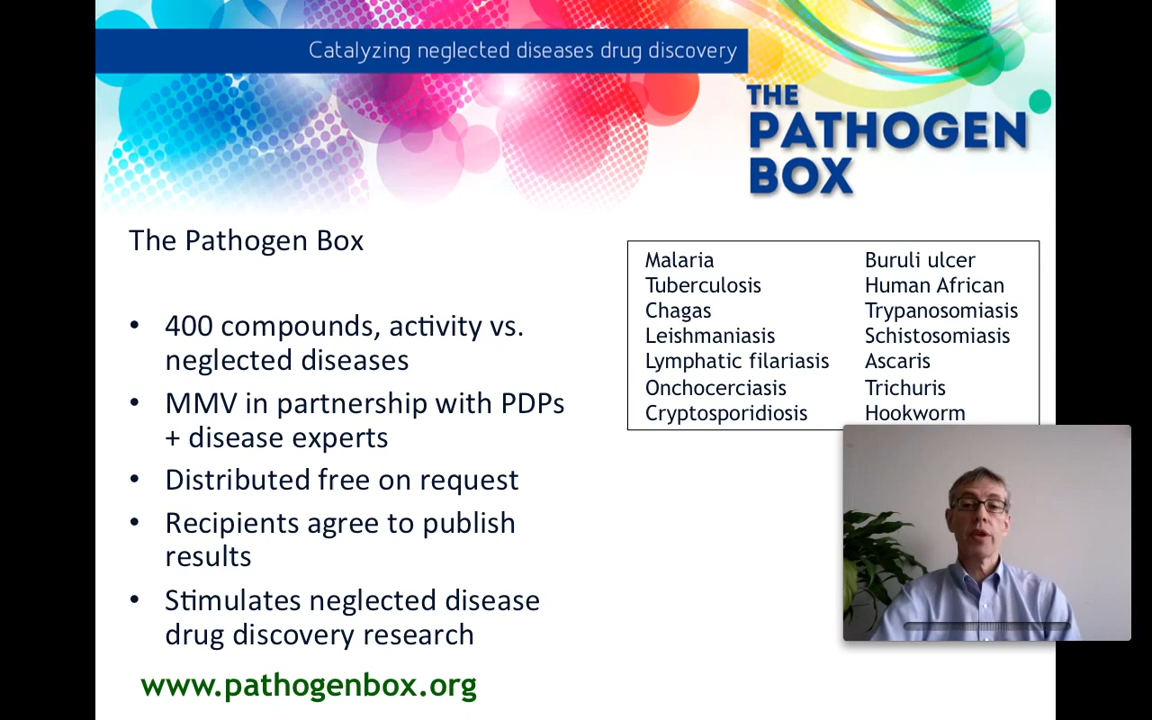 Catalyzing neglected diseases drug discovery
THE
PATHOGEN
BOX
The Pathogen Box
• 400 compounds, activity vs.
neglected diseases
• MMV in partnership with PDPs
+ disease experts
• Distributed free on request
• Recipients agree to publish
results
• Stimulates neglected disease
drug discovery research
www.pathogenbox.org
Malaria
Tuberculosis
Chagas
Leishmaniasis
Lymphatic filariasis
Onchocerciasis
Cryptosporidiosis
Buruli ulcer
Human African
Trypanosomiasis
Schistosomiasis
Ascaris
Trichuris
Hookworm